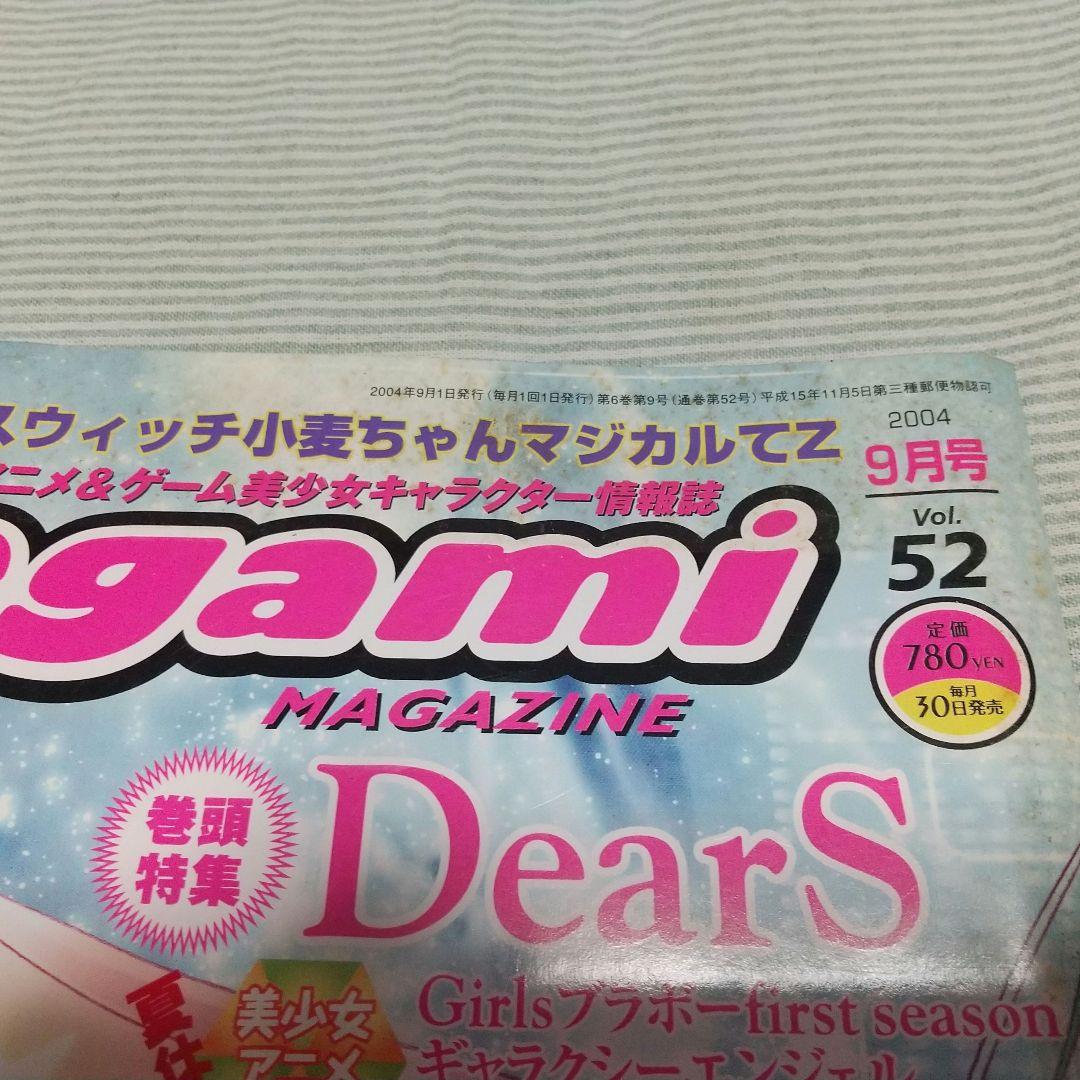 2004年9月1日発行(毎月1回1日発行)第6巻第9号(通巻第52号)平成15年11月5日第三種郵便物認可
スウィッチ小麦ちゃんマジカルてZ
ニメ&ゲーム美少女キャラクター情報誌
2004
9月号
Vol.
52
gami
MAGAZINE
定価
780YEN
毎月
30日発売
巻頭
特集
DearS
美少女
アニメ
Girlsブラボーfirst season
ギャラクシーエンジェル